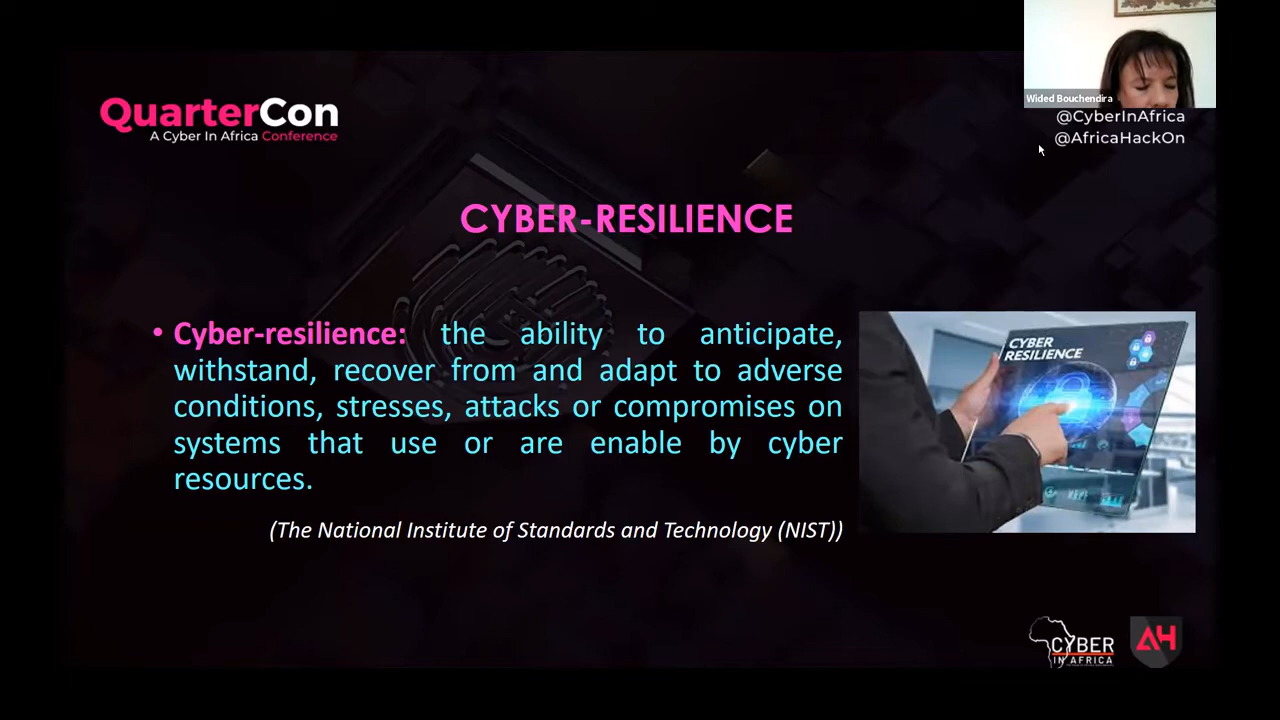 QuarterCon
A Cyber In Africa Conference
Wided Bouchendira
@CyberInAfrica
@AfricaHackOn
CYBER-RESILIENCE
• Cyber-resilience: the ability to anticipate,
withstand, recover from and adapt to adverse
conditions, stresses, attacks or compromises on
systems that use or are enable by cyber
resources.
(The National Institute of Standards and Technology (NIST))
CYBER
RESILIENCE
CYBER
IN AFRICA
AH